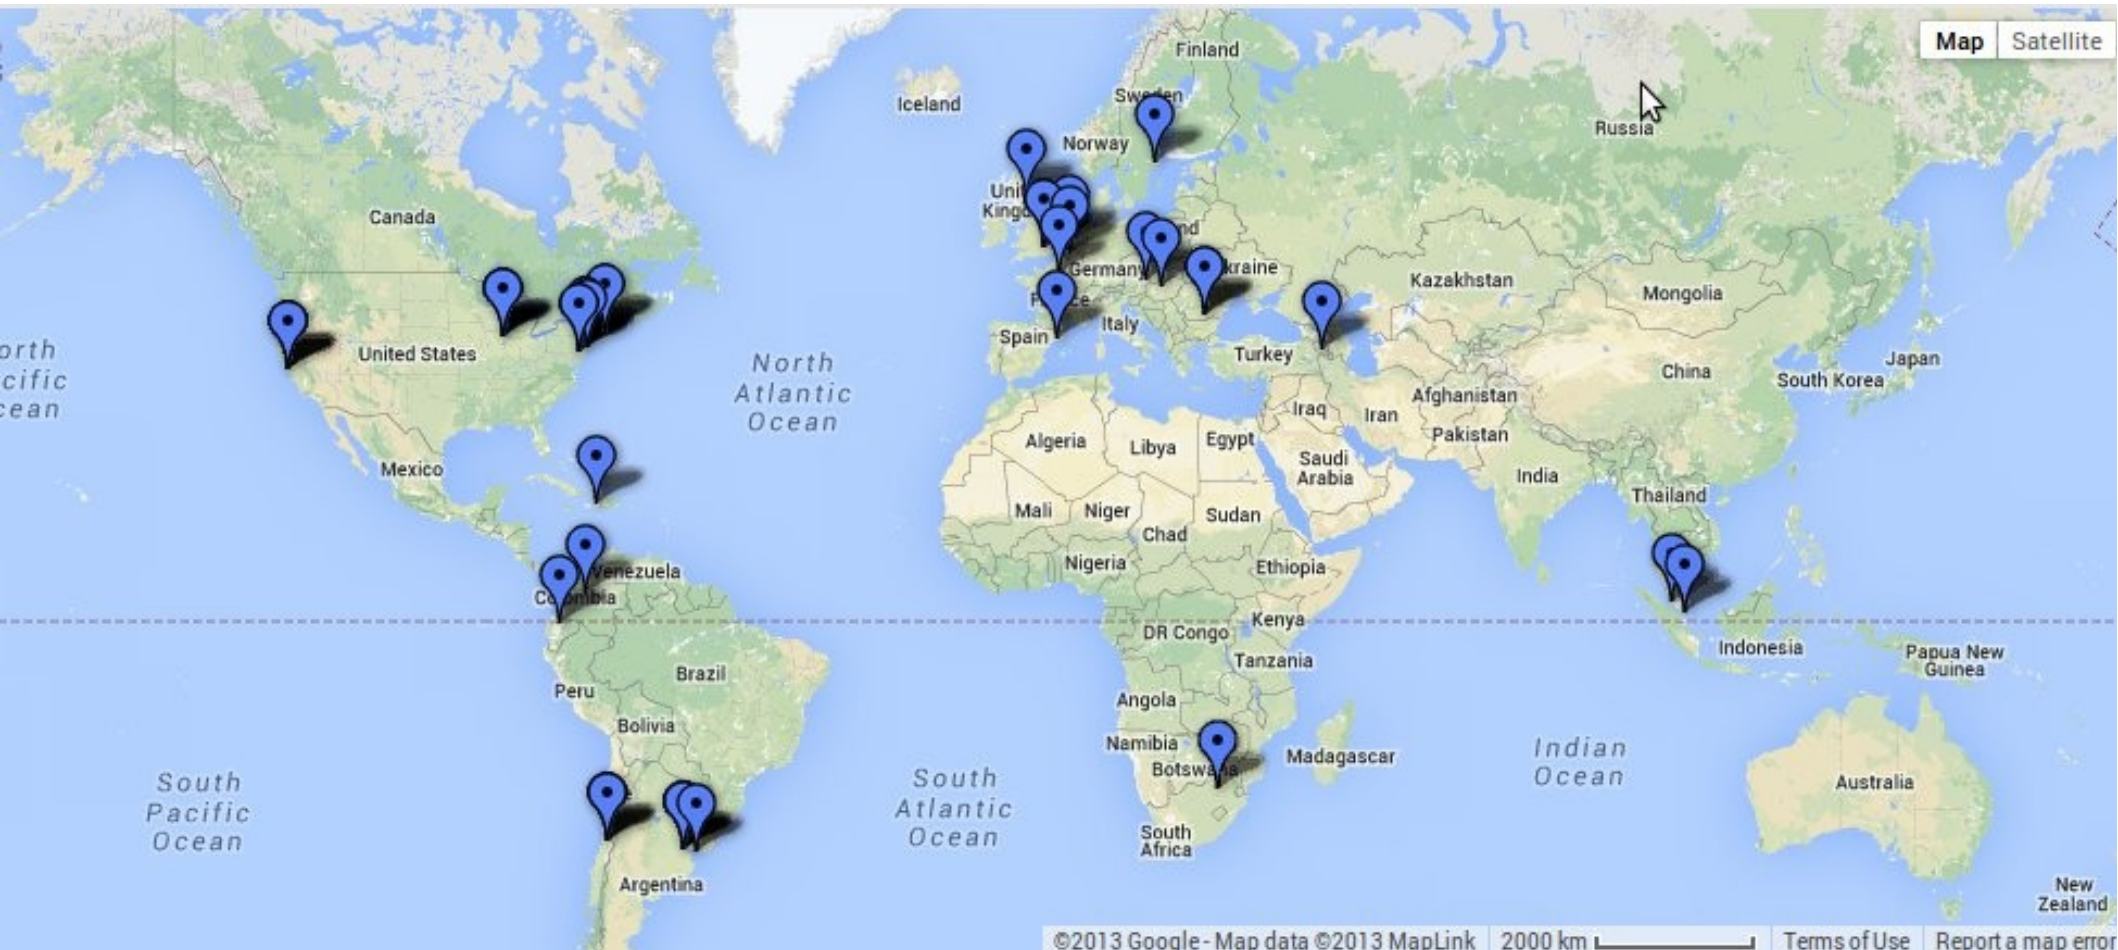 Map
Satellite
Finland
Sweden
Iceland
Norway
Russia
Canada
Germany
Kazakhstan
Mongolia
United States
Spain
Italy
Turkey
China
Japan
South Korea
Afghanistan
Iraq
Iran
Pakistan
North
Atlantic
Ocean
Algeria
Libya
Egypt
Saudi
Arabia
India
Thailand
Mexico
Mali
Niger
Chad
Sudan
Nigeria
Ethiopia
Venezuela
Colombia
DR Congo
Kenya
Tanzania
Indonesia
Papua New
Guinea
Brazil
Peru
Bolivia
Angola
Namibia
Botswana
Madagascar
Indian
Ocean
Australia
South
Pacific
Ocean
South
Atlantic
Ocean
South
Africa
Argentina
New
Zealand
©2013 Google - Map data ©2013 MapLink
2000 km
Terms of Use
Report a map error